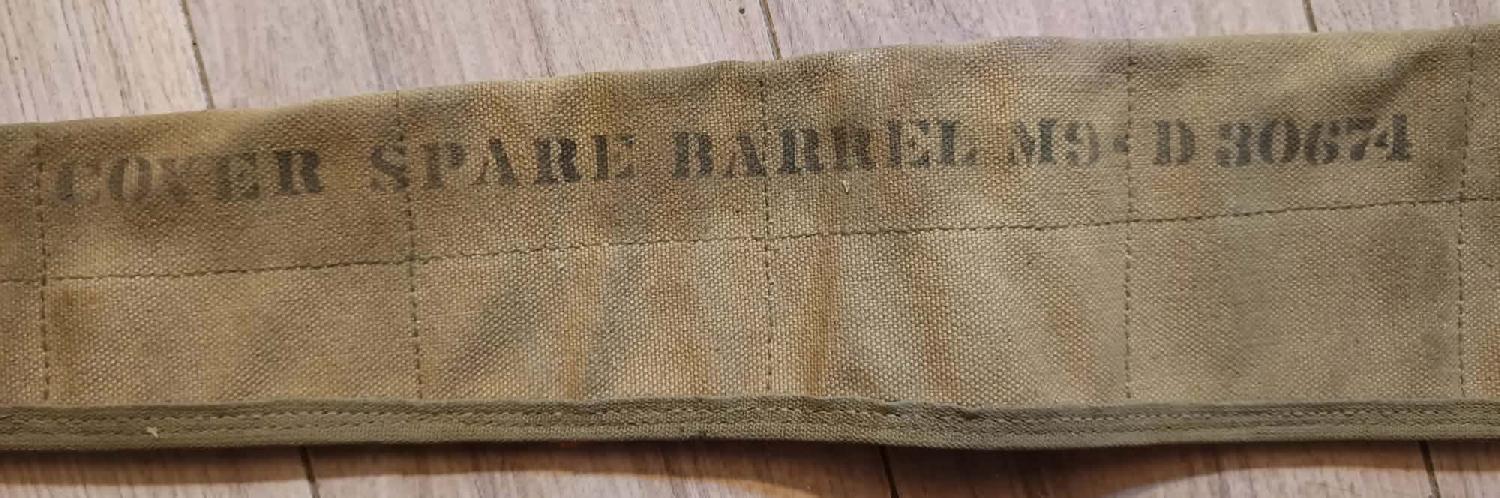 COVER SPARE BARREL M9-D 30674